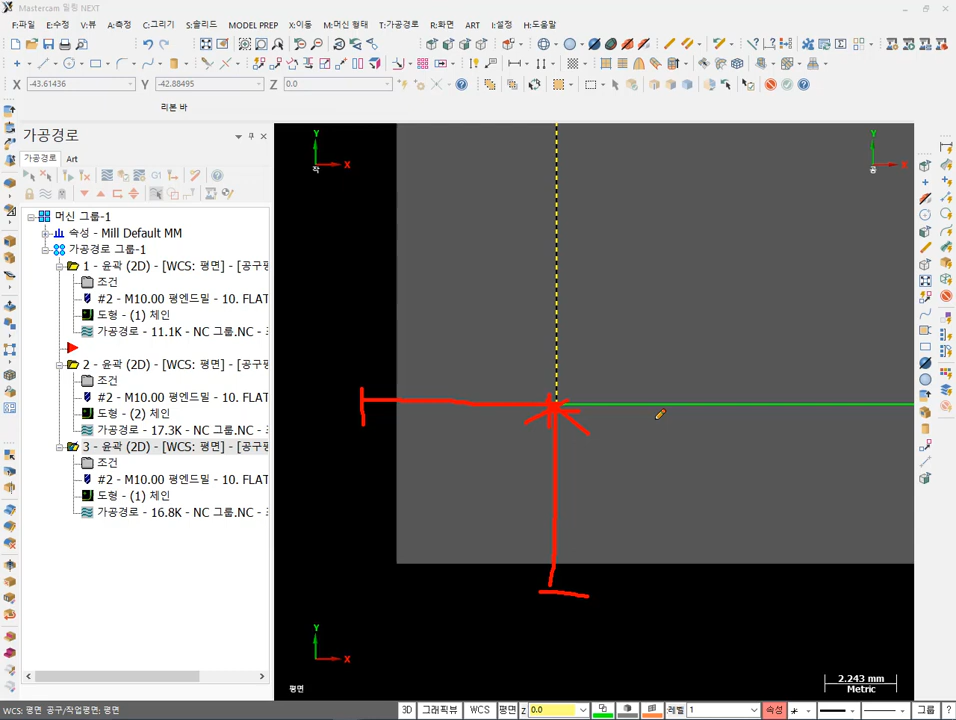 Mastercam 밀링 NEXT
F:파일 E:수정 V:뷰 A:측정 C:그리기 S:솔리드 MODEL PREP X:이동 M:머신 형태 T:가공경로 R:화면 ART I:설정 H:도움말
X -43.61436 Y -42.88495 Z 0.0
리본 바
가공경로
가공경로 Art
G1
머신 그룹-1
속성 - Mill Default MM
가공경로 그룹-1
1 - 윤곽 (2D) - [WCS: 평면] - [공구평
조건
#2 - M10.00 평엔드밀 - 10. FLAT
도형 - (1) 체인
가공경로 - 11.1K - NC 그룹.NC - 프
2 - 윤곽 (2D) - [WCS: 평면] - [공구평
조건
#2 - M10.00 평엔드밀 - 10. FLAT
도형 - (2) 체인
가공경로 - 17.3K - NC 그룹.NC - 프
3 - 윤곽 (2D) - [WCS: 평면] - [공구평
조건
#2 - M10.00 평엔드밀 - 10. FLAT
도형 - (1) 체인
가공경로 - 16.8K - NC 그룹.NC - 프
Y X
작
Y X
공
Y X
평면
2.243 mm
Metric
WCS: 평면 공구/작업평면: 평면
3D 그래픽뷰 WCS 평면 Z 0.0 레벨 1 속성 그룹 ?